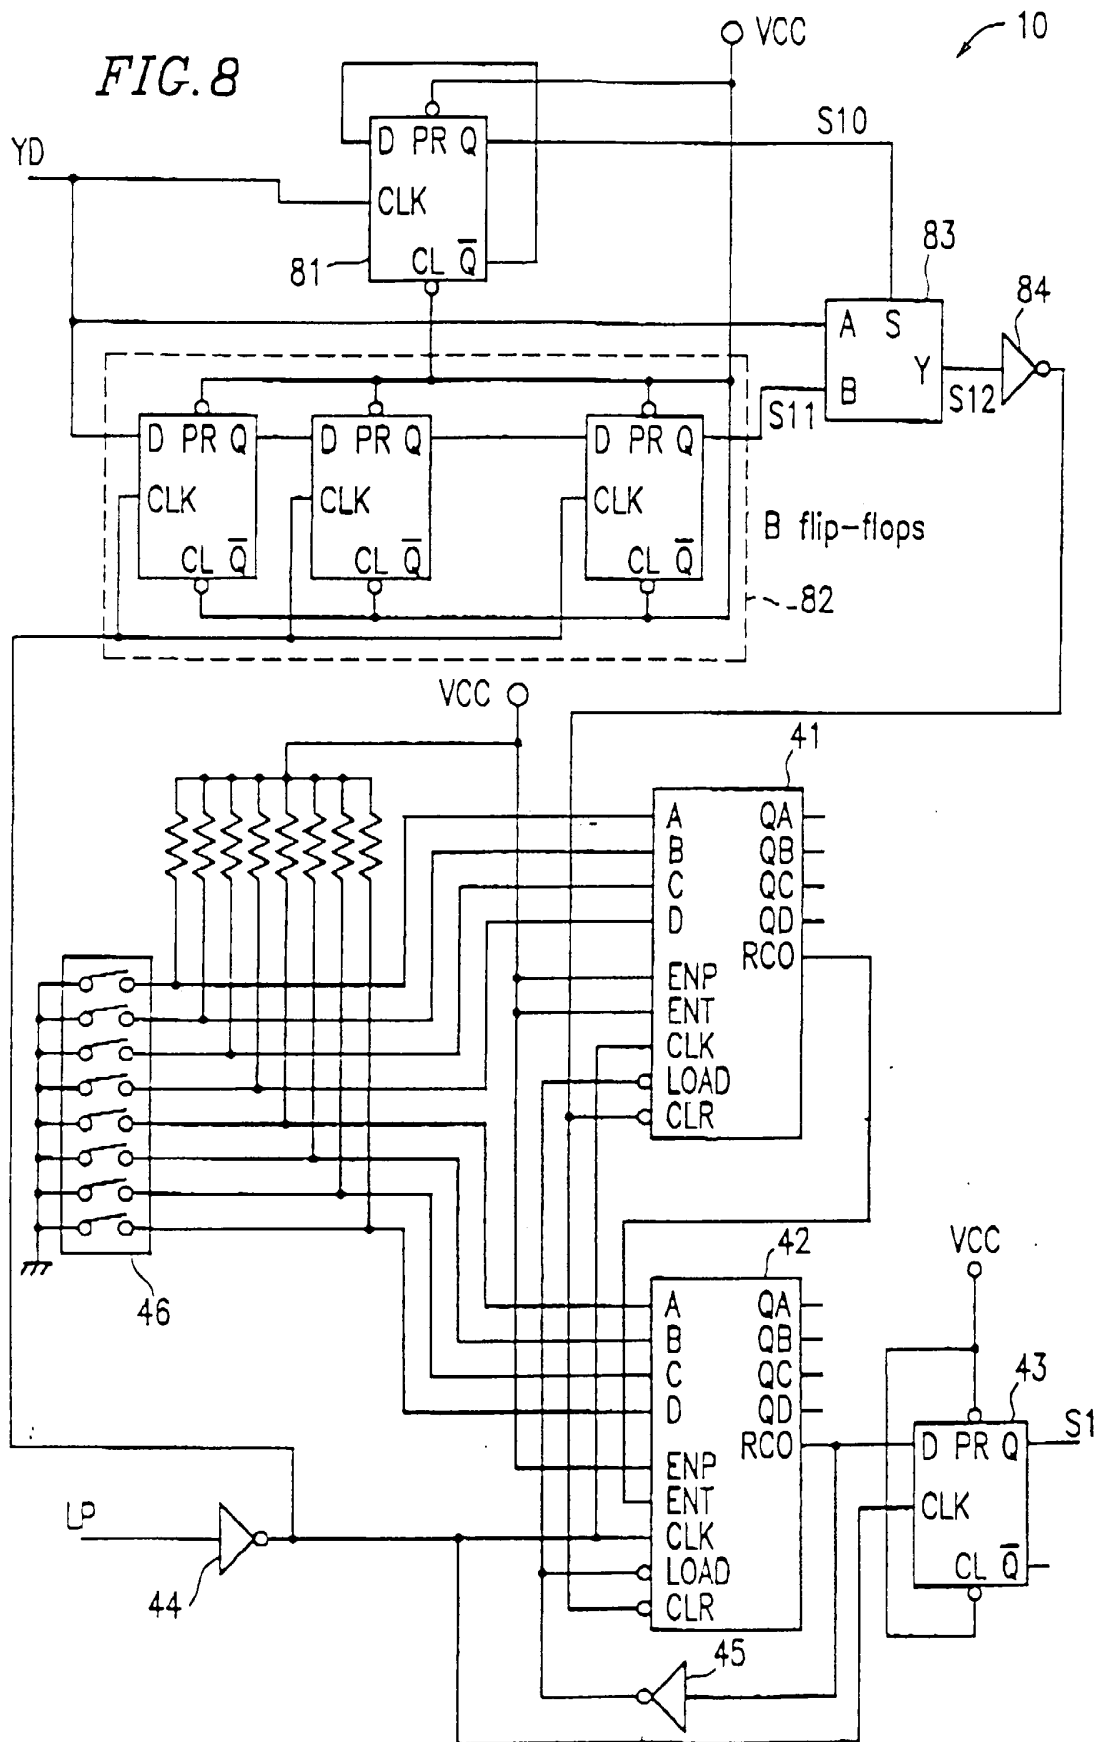 FIG. 8
VCC
10
YD
D PR Q
CLK
CL Q̅
81
S10
83
84
A S
Y
B
S11
S12
D PR Q
CLK
CL Q̅
D PR Q
CLK
CL Q̅
D PR Q
CLK
CL Q̅
B flip-flops
82
VCC
41
A QA
B QB
C QC
D QD
RCO
ENP
ENT
CLK
LOAD
CLR
46
42
A QA
B QB
C QC
D QD
RCO
ENP
ENT
CLK
LOAD
CLR
VCC
43
D PR Q
CLK
CL Q̅
S1
LP
44
45